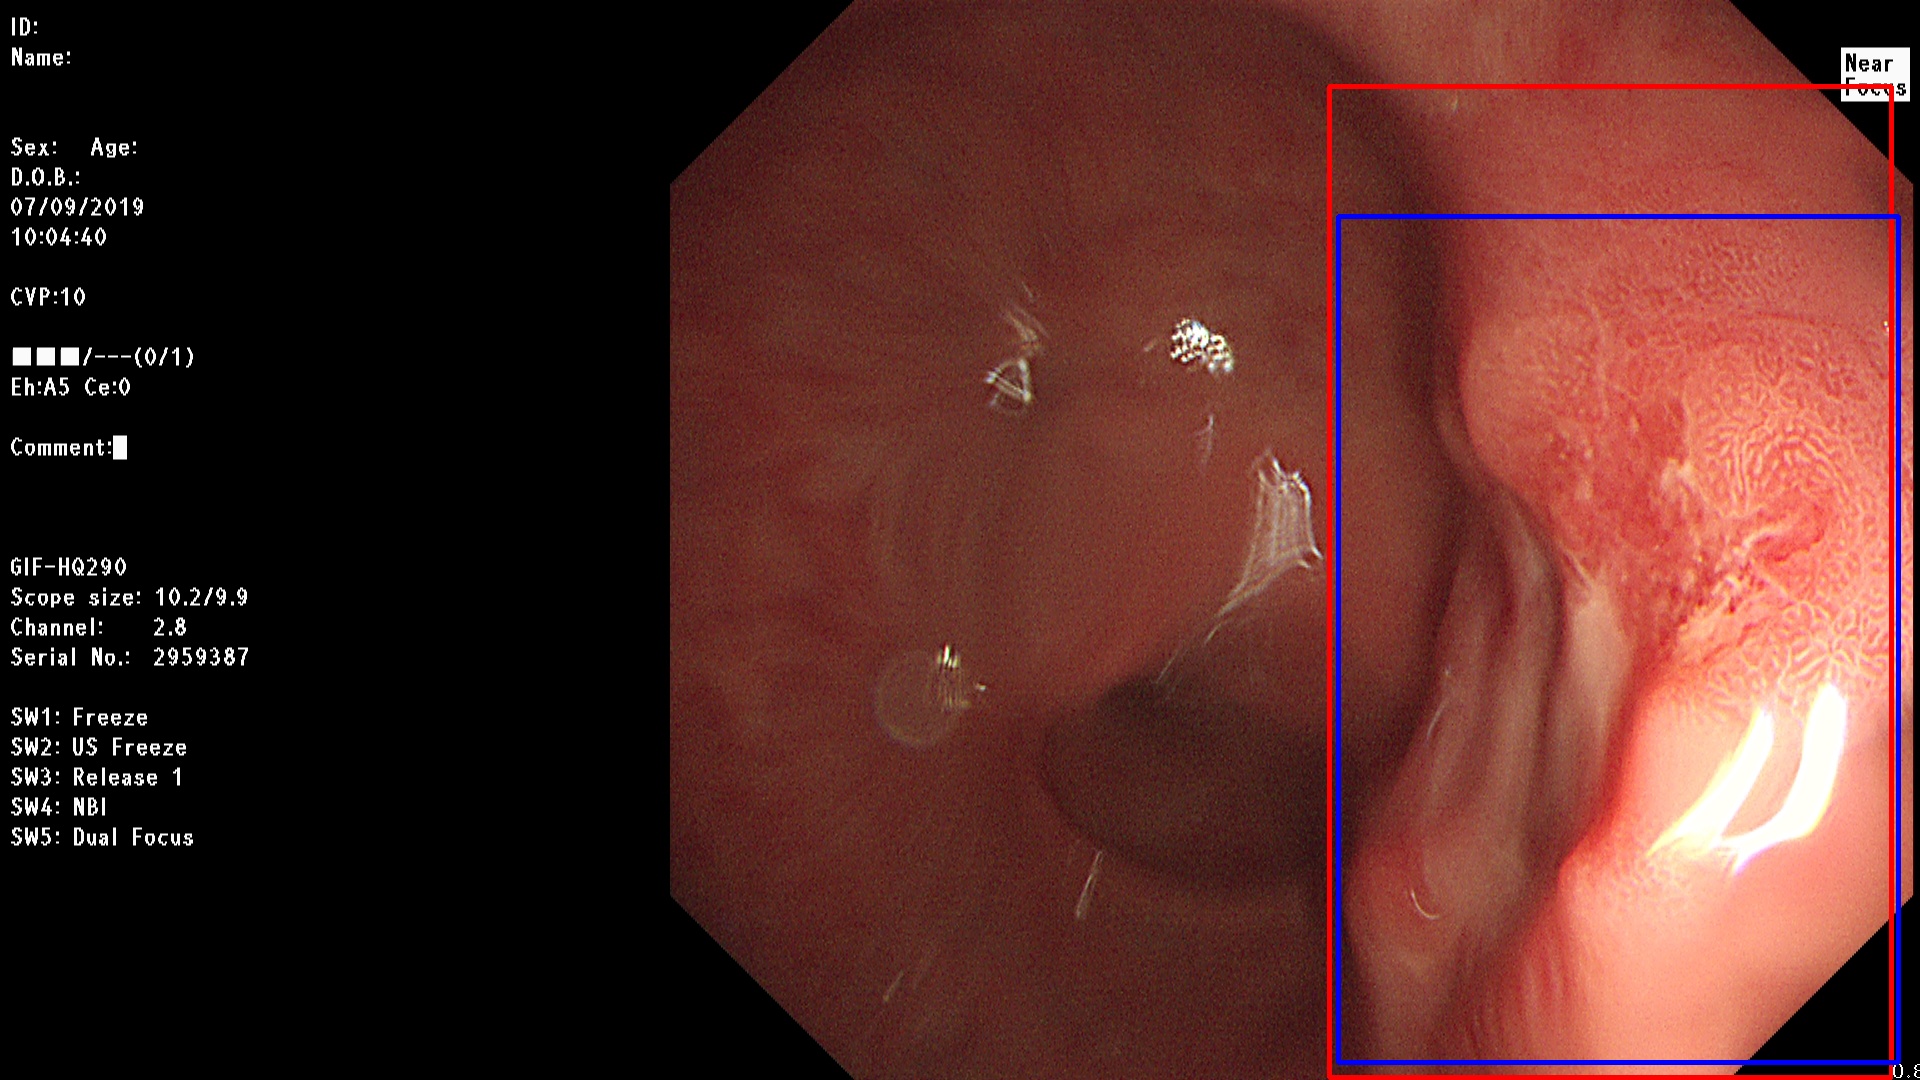 ID:
Name:
Near
Focus
Sex: Age:
D.O.B.:
07/09/2019
10:04:40
CVP:10
■■■/---(0/1)
Eh:A5 Ce:0
Comment:
GIF-HQ290
Scope size: 10.2/9.9
Channel: 2.8
Serial No.: 2959387
SW1: Freeze
SW2: US Freeze
SW3: Release 1
SW4: NBI
SW5: Dual Focus
0.8